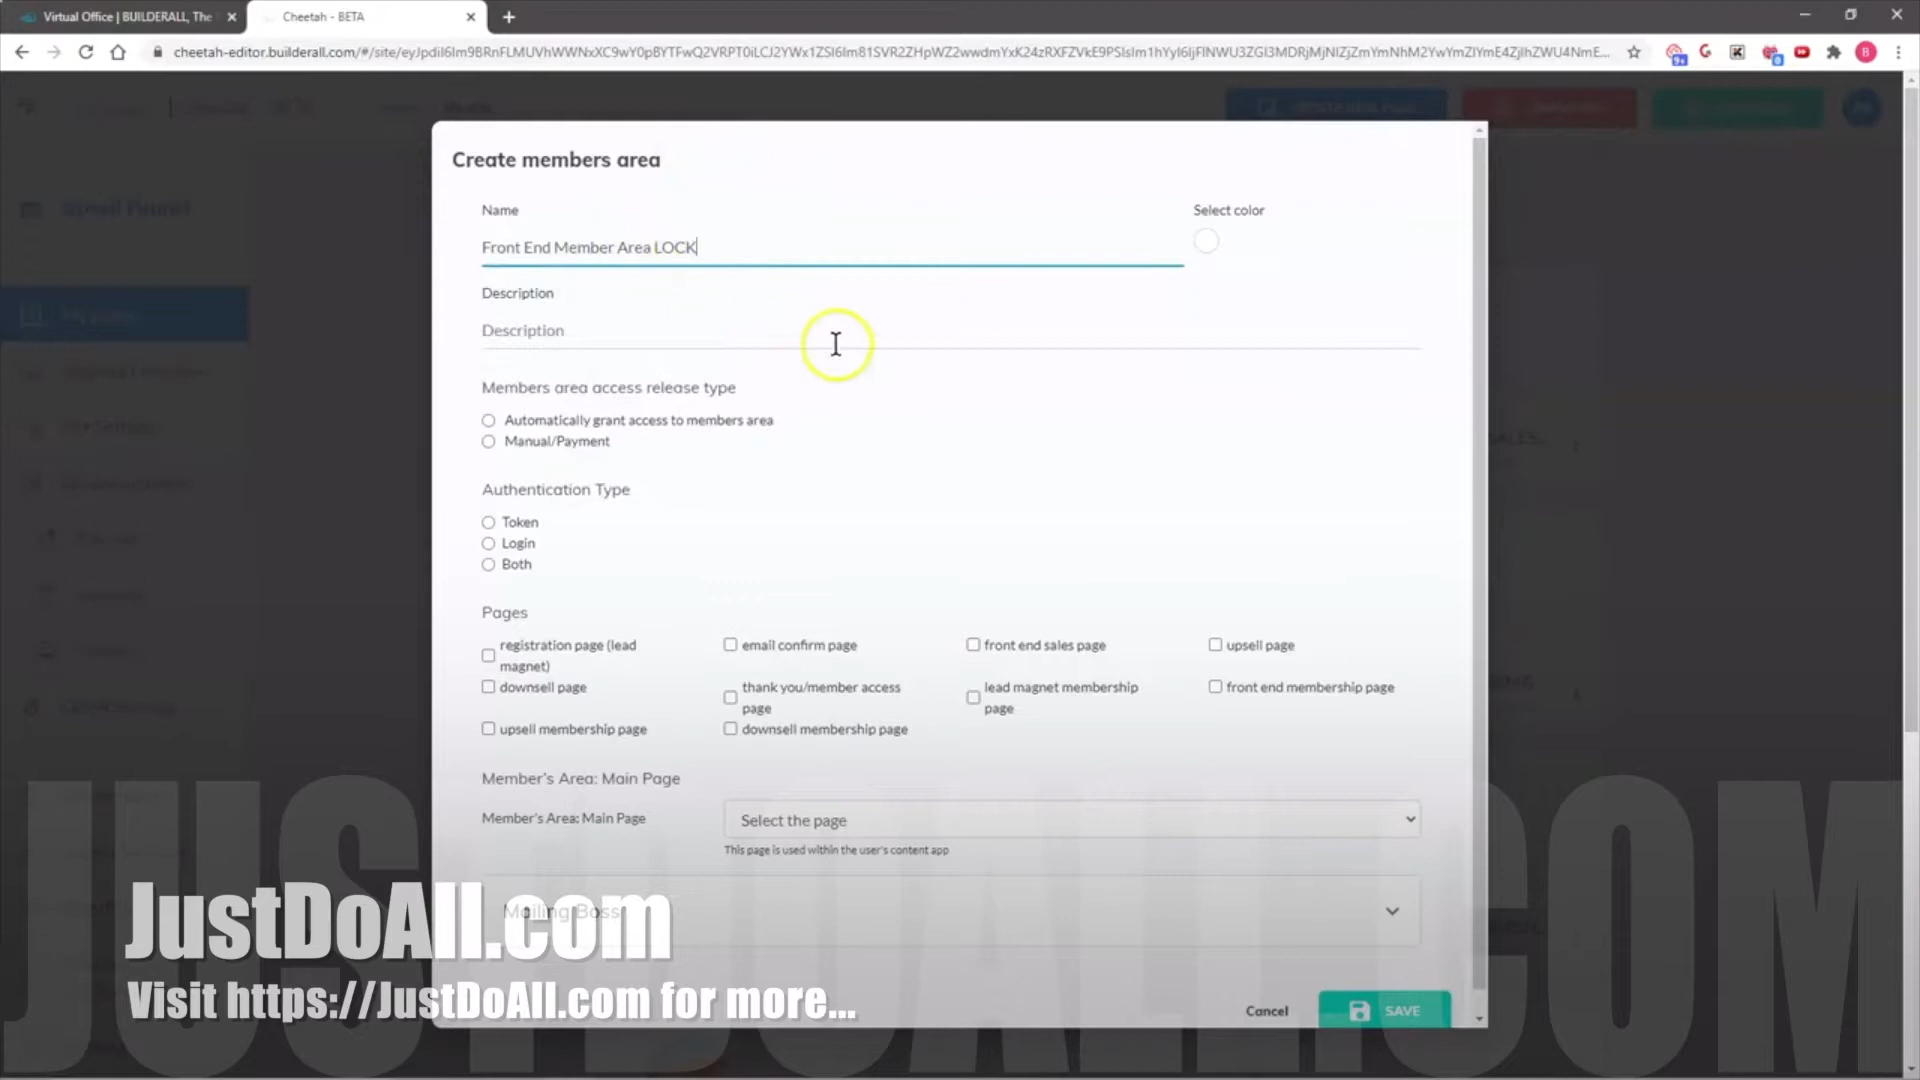 Virtual Office | BUILDERALL, The
Cheetah - BETA
Create members area
Name
Select color
Front End Member Area LOCK
Description
Description
Members area access release type
Automatically grant access to members area
Manual/Payment
Authentication Type
Token
Login
Both
Pages
registration page (lead magnet)
email confirm page
front end sales page
upsell page
downsell page
thank you/member access page
lead magnet membership page
front end membership page
upsell membership page
downsell membership page
Member's Area: Main Page
Member's Area: Main Page
Select the page
This page is used within the user's content app
Mailing Boss
Cancel
SAVE
JustDoAll.com
Visit https://JustDoAll.com for more...
JUSTDOALL.COM